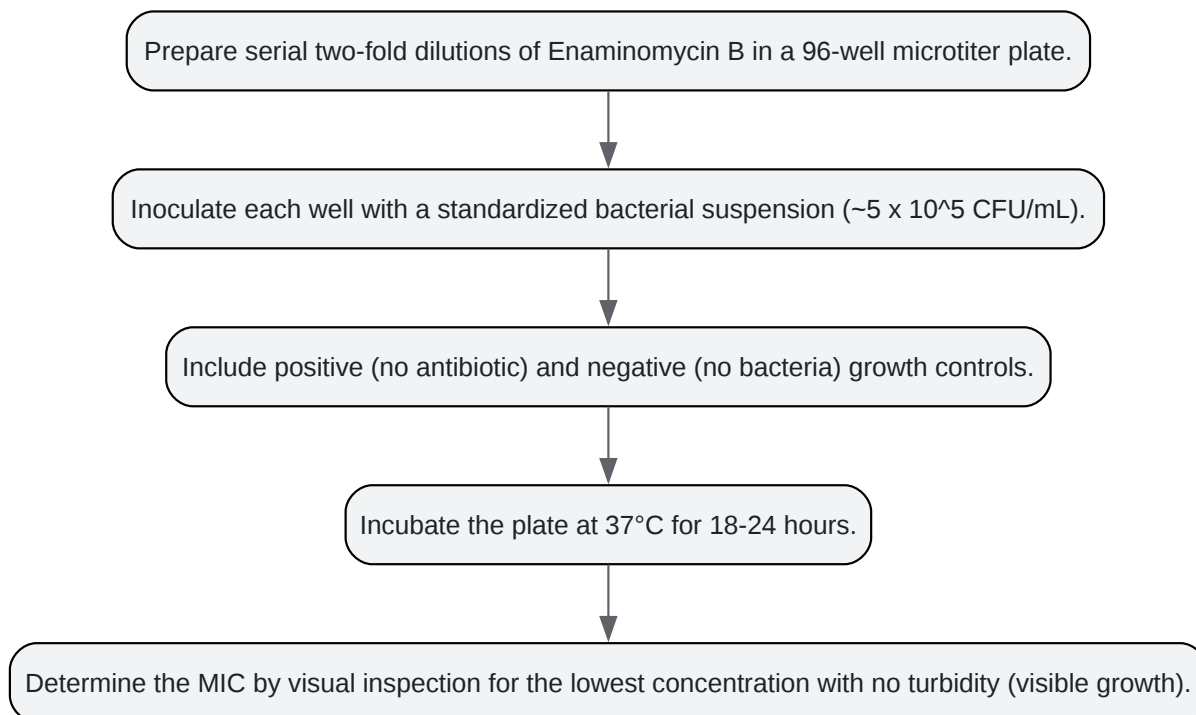 Prepare serial two-fold dilutions of Enaminomycin B in a 96-well microtiter plate.
Inoculate each well with a standardized bacterial suspension (~5 x 10^5 CFU/mL).
Include positive (no antibiotic) and negative (no bacteria) growth controls.
Incubate the plate at 37°C for 18-24 hours.
Determine the MIC by visual inspection for the lowest concentration with no turbidity (visible growth).